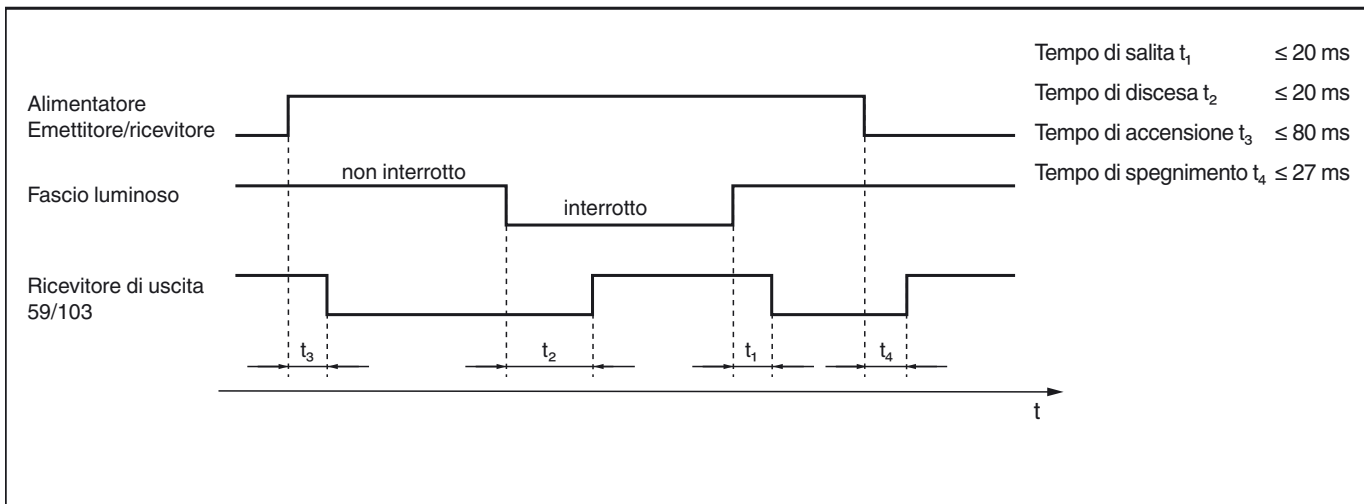 Tempo di salita t₁ ≤ 20 ms
Tempo di discesa t₂ ≤ 20 ms
Tempo di accensione t₃ ≤ 80 ms
Tempo di spegnimento t₄ ≤ 27 ms
Alimentatore
Emettitore/ricevitore
non interrotto
Fascio luminoso
interrotto
Ricevitore di uscita
59/103
t₃ t₂ t₁ t₄
t